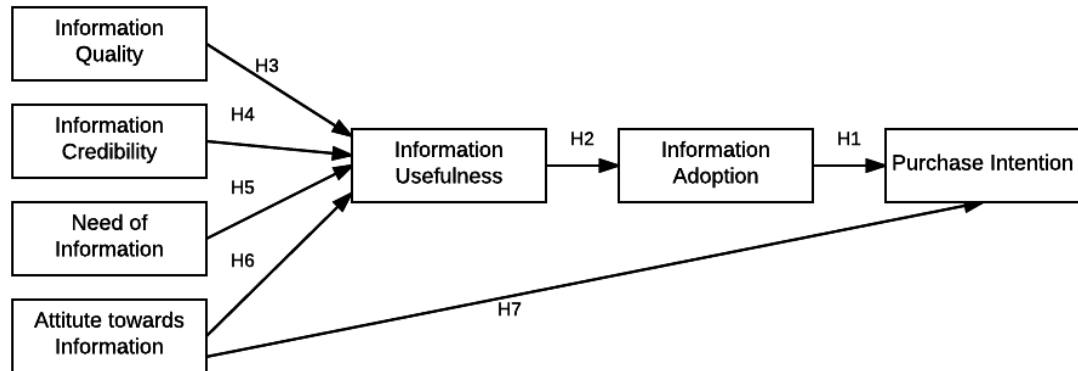 Information
Quality
H3
H4
Information
Credibility
Information
Usefulness
H2
Information
Adoption
H1
Purchase Intention
H5
Need of
Information
H6
Attitute towards
Information
H7